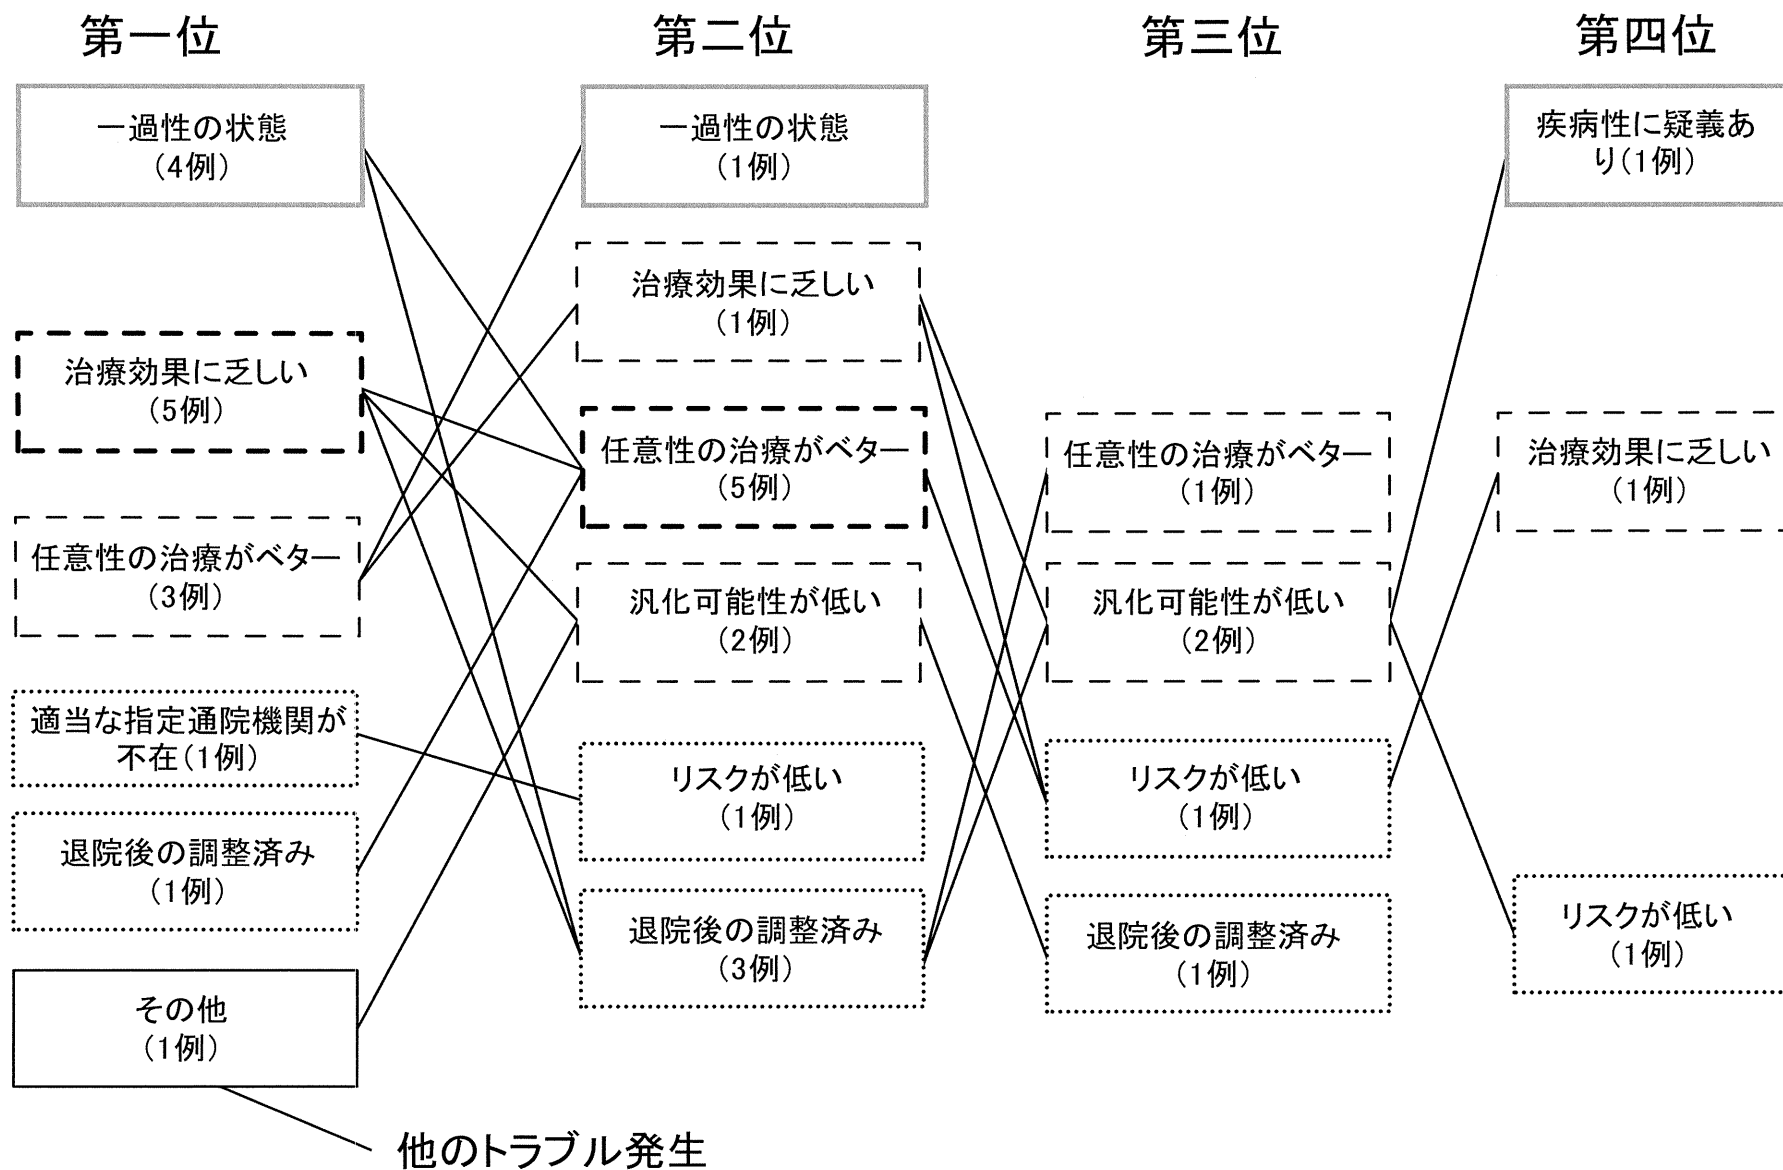 第一位
第二位
第三位
第四位
一過性の状態
(4例)
治療効果に乏しい
(5例)
任意性の治療がベター
(3例)
適当な指定通院機関が
不在(1例)
退院後の調整済み
(1例)
その他
(1例)
他のトラブル発生
一過性の状態
(1例)
治療効果に乏しい
(1例)
任意性の治療がベター
(5例)
汎化可能性が低い
(2例)
リスクが低い
(1例)
退院後の調整済み
(3例)
任意性の治療がベター
(1例)
汎化可能性が低い
(2例)
リスクが低い
(1例)
退院後の調整済み
(1例)
疾病性に疑義あ
り(1例)
治療効果に乏しい
(1例)
リスクが低い
(1例)